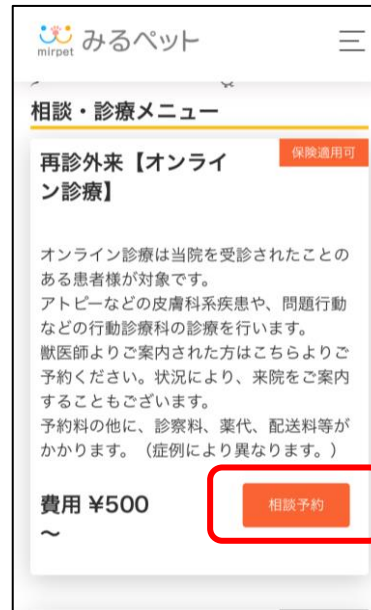 mirpet みるペット
相談・診療メニュー
保険適用可
再診外来【オンライ
ン診療】
オンライン診療は当院を受診されたことの
ある患者様が対象です。
アトピーなどの皮膚科系疾患や、問題行動
などの行動診療科の診療を行います。
獣医師よりご案内された方はこちらよりご
予約ください。状況により、来院をご案内
することもございます。
予約料の他に、診察料、薬代、配送料等が
かかります。（症例により異なります。）
費用 ¥500
〜
相談予約